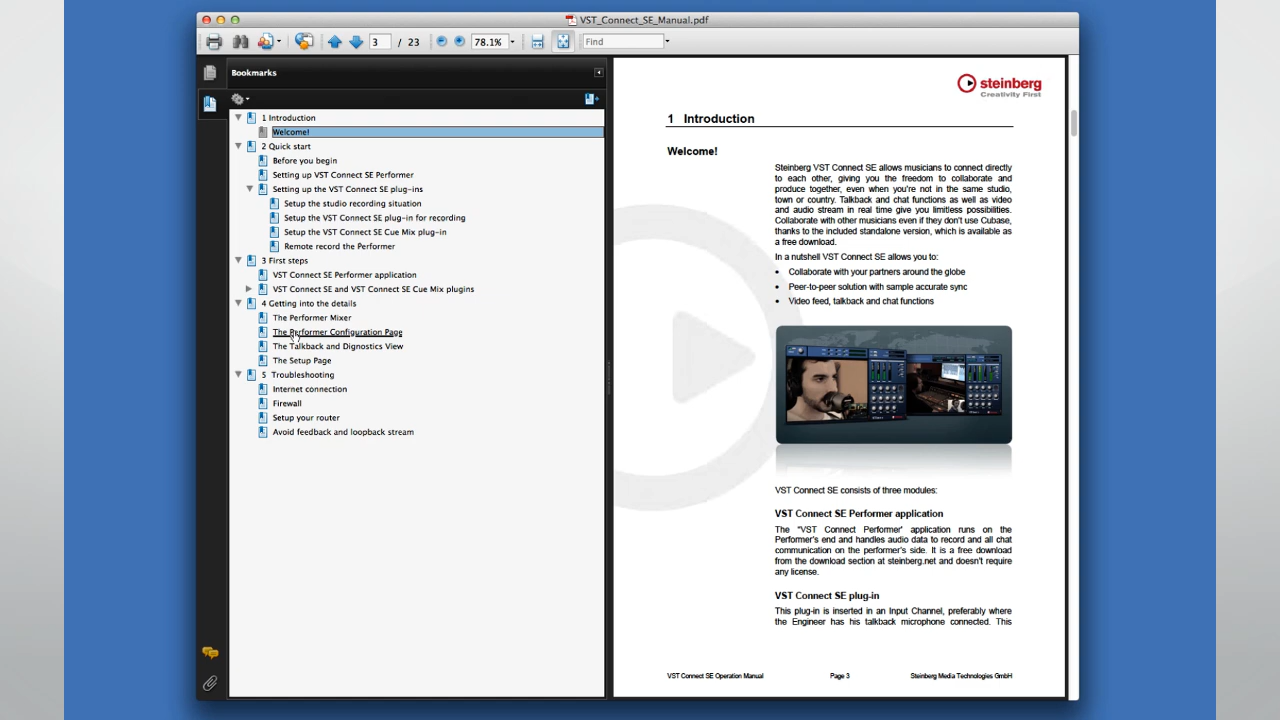 VST_Connect_SE_Manual.pdf
3 / 23 78.1% Find
Bookmarks
1 Introduction
Welcome!
2 Quick start
Before you begin
Setting up VST Connect SE Performer
Setting up the VST Connect SE plug-ins
Setup the studio recording situation
Setup the VST Connect SE plug-in for recording
Setup the VST Connect SE Cue Mix plug-in
Remote record the Performer
3 First steps
VST Connect SE Performer application
VST Connect SE and VST Connect SE Cue Mix plugins
4 Getting into the details
The Performer Mixer
The Performer Configuration Page
The Talkback and Dignostics View
The Setup Page
5 Troubleshooting
Internet connection
Firewall
Setup your router
Avoid feedback and loopback stream
steinberg
Creativity First
1 Introduction
Welcome!
Steinberg VST Connect SE allows musicians to connect directly
to each other, giving you the freedom to collaborate and
produce together, even when you're not in the same studio,
town or country. Talkback and chat functions as well as video
and audio stream in real time give you limitless possibilities.
Collaborate with other musicians even if they don't use Cubase,
thanks to the included standalone version, which is available as
a free download.
In a nutshell VST Connect SE allows you to:
• Collaborate with your partners around the globe
• Peer-to-peer solution with sample accurate sync
• Video feed, talkback and chat functions
VST Connect SE consists of three modules:
VST Connect SE Performer application
The "VST Connect Performer' application runs on the
Performer's end and handles audio data to record and all chat
communication on the performer's side. It is a free download
from the download section at steinberg.net and doesn't require
any license.
VST Connect SE plug-in
This plug-in is inserted in an Input Channel, preferably where
the Engineer has his talkback microphone connected. This
VST Connect SE Operation Manual Page 3 Steinberg Media Technologies GmbH